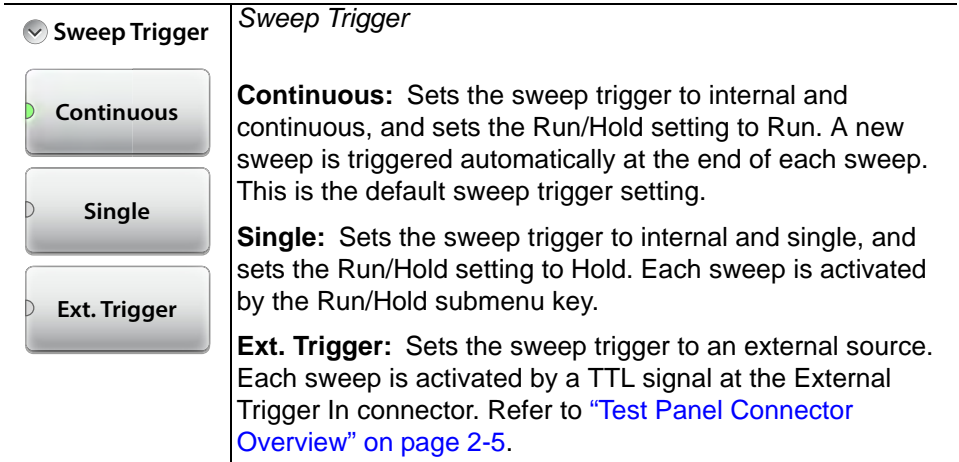 Sweep Trigger
Continuous
Single
Ext. Trigger
Sweep Trigger
Continuous: Sets the sweep trigger to internal and
continuous, and sets the Run/Hold setting to Run. A new
sweep is triggered automatically at the end of each sweep.
This is the default sweep trigger setting.
Single: Sets the sweep trigger to internal and single, and
sets the Run/Hold setting to Hold. Each sweep is activated
by the Run/Hold submenu key.
Ext. Trigger: Sets the sweep trigger to an external source.
Each sweep is activated by a TTL signal at the External
Trigger In connector. Refer to “Test Panel Connector
Overview” on page 2-5.